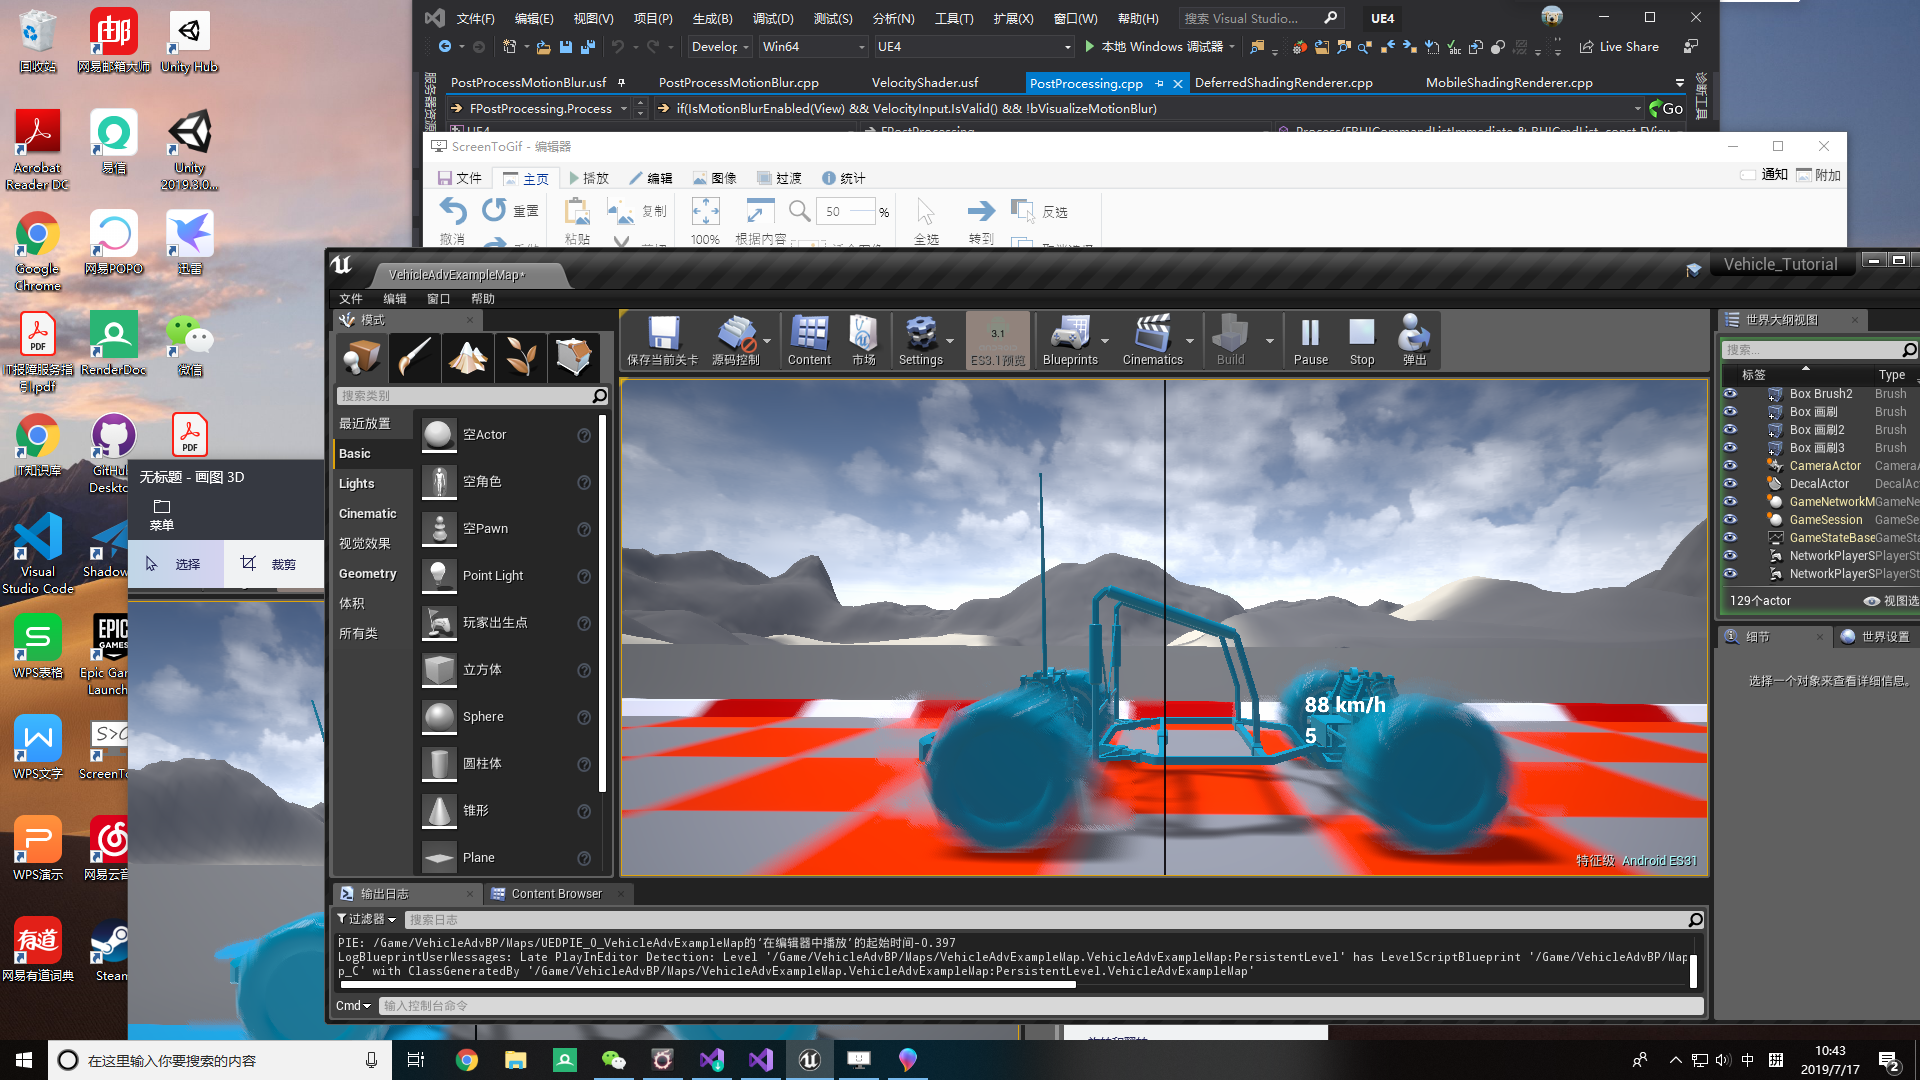 回收站
网易邮箱大师
Unity Hub
Acrobat Reader DC
易信
Unity 2019.3.0...
Google Chrome
网易POPO
迅雷
IT报障服务指引.pdf
RenderDoc
微信
IT知识库
GitHub Deskto
Visual Studio Code
Shadow
WPS表格
Epic Gam Launch
WPS文字
ScreenTo
WPS演示
网易云音
网易有道词典
Steam
无标题 - 画图 3D
菜单
选择
裁剪
文件(F) 编辑(E) 视图(V) 项目(P) 生成(B) 调试(D) 测试(S) 分析(N) 工具(T) 扩展(X) 窗口(W) 帮助(H) 搜索 Visual Studio... UE4
Develop Win64 UE4 本地 Windows 调试器 Live Share
PostProcessMotionBlur.usf PostProcessMotionBlur.cpp VelocityShader.usf PostProcessing.cpp DeferredShadingRenderer.cpp MobileShadingRenderer.cpp
服务器资源
诊断工具
FPostProcessing.Process if(IsMotionBlurEnabled(View) && VelocityInput.IsValid() && !bVisualizeMotionBlur) Go
ScreenToGif - 编辑器
文件 主页 播放 编辑 图像 过渡 统计 通知 附加
撤消 重置 粘贴 复制 100% 根据内容 50 % 全选 转到 反选
VehicleAdvExampleMap*
Vehicle_Tutorial
文件 编辑 窗口 帮助
模式
保存当前关卡 源码控制 Content 市场 Settings 3.1 ES3.1预览 Blueprints Cinematics Build Pause Stop 弹出
搜索类别
最近放置
Basic
Lights
Cinematic
视觉效果
Geometry
体积
所有类
空Actor
空角色
空Pawn
Point Light
玩家出生点
立方体
Sphere
圆柱体
锥形
Plane
88 km/h
5
特征级 Android ES31
世界大纲视图
搜索...
标签 Type
Box Brush2 Brush
Box 画刷 Brush
Box 画刷2 Brush
Box 画刷3 Brush
CameraActor CameraA
DecalActor DecalAct
GameNetworkM GameNe
GameSession GameSe
GameStateBase GameSta
NetworkPlayerS PlayerSt
NetworkPlayerS PlayerSt
129个actor 视图选
细节 世界设置
选择一个对象来查看详细信息。
输出日志 Content Browser
过滤器 搜索日志
PIE: /Game/VehicleAdvBP/Maps/UEDPIE_0_VehicleAdvExampleMap的‘在编辑器中播放’的起始时间-0.397
LogBlueprintUserMessages: Late PlayInEditor Detection: Level '/Game/VehicleAdvBP/Maps/VehicleAdvExampleMap.VehicleAdvExampleMap:PersistentLevel' has LevelScriptBlueprint '/Game/VehicleAdvBP/Map
p_C' with ClassGeneratedBy '/Game/VehicleAdvBP/Maps/VehicleAdvExampleMap.VehicleAdvExampleMap:PersistentLevel.VehicleAdvExampleMap'
Cmd 输入控制台命令
在这里输入你要搜索的内容
中
10:43
2019/7/17
2